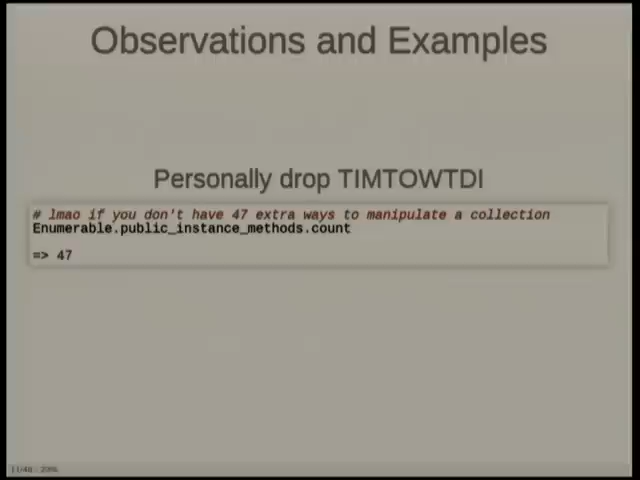 Observations and Examples
Personally drop TIMTOWTDI
# lmao if you don't have 47 extra ways to manipulate a collection
Enumerable.public_instance_methods.count
=> 47